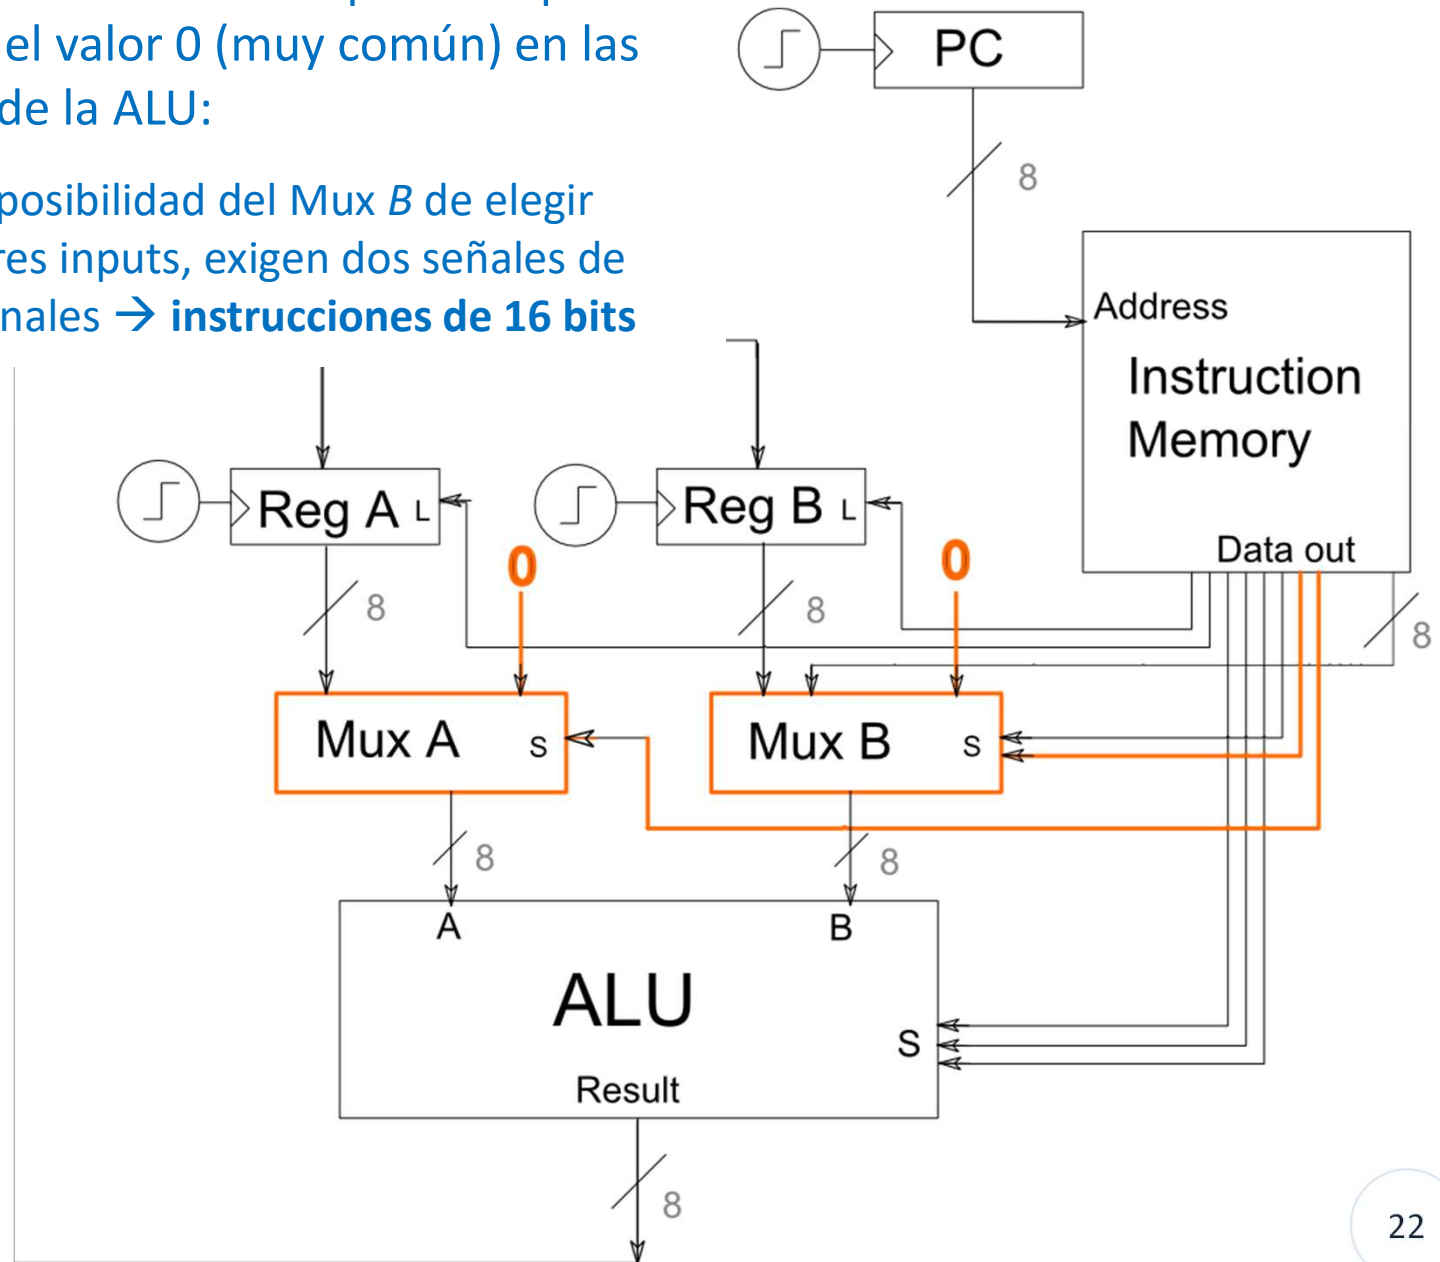 el valor 0 (muy común) en las
de la ALU:
posibilidad del Mux B de elegir
res inputs, exigen dos señales de
nales → instrucciones de 16 bits
PC
8
Address
Instruction
Memory
Data out
8
Reg A L
Reg B L
0
0
8
8
Mux A S
Mux B S
8
8
A
B
ALU
S
Result
8
22